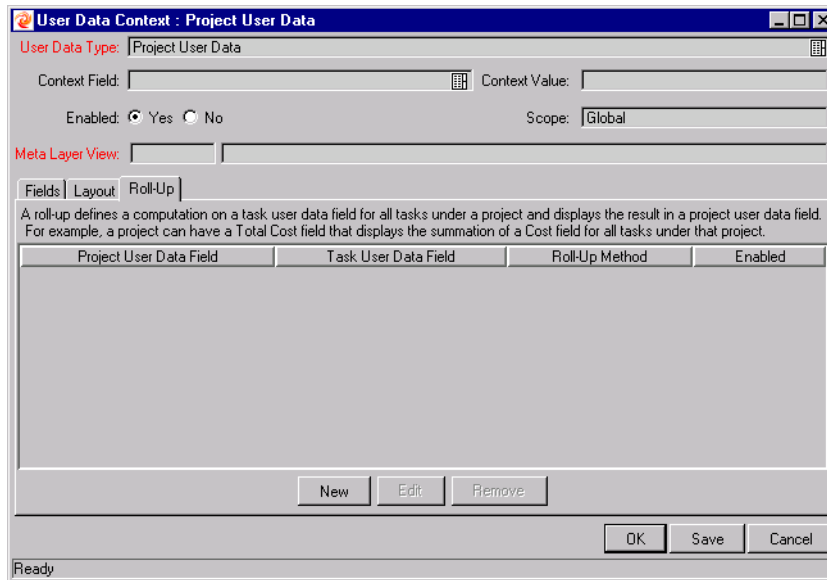 User Data Context : Project User Data
User Data Type: Project User Data
Context Field: Context Value:
Enabled: Yes No Scope: Global
Meta Layer View:
Fields Layout Roll-Up
A roll-up defines a computation on a task user data field for all tasks under a project and displays the result in a project user data field.
For example, a project can have a Total Cost field that displays the summation of a Cost field for all tasks under that project.
Project User Data Field Task User Data Field Roll-Up Method Enabled
New Edit Remove
OK Save Cancel
Ready